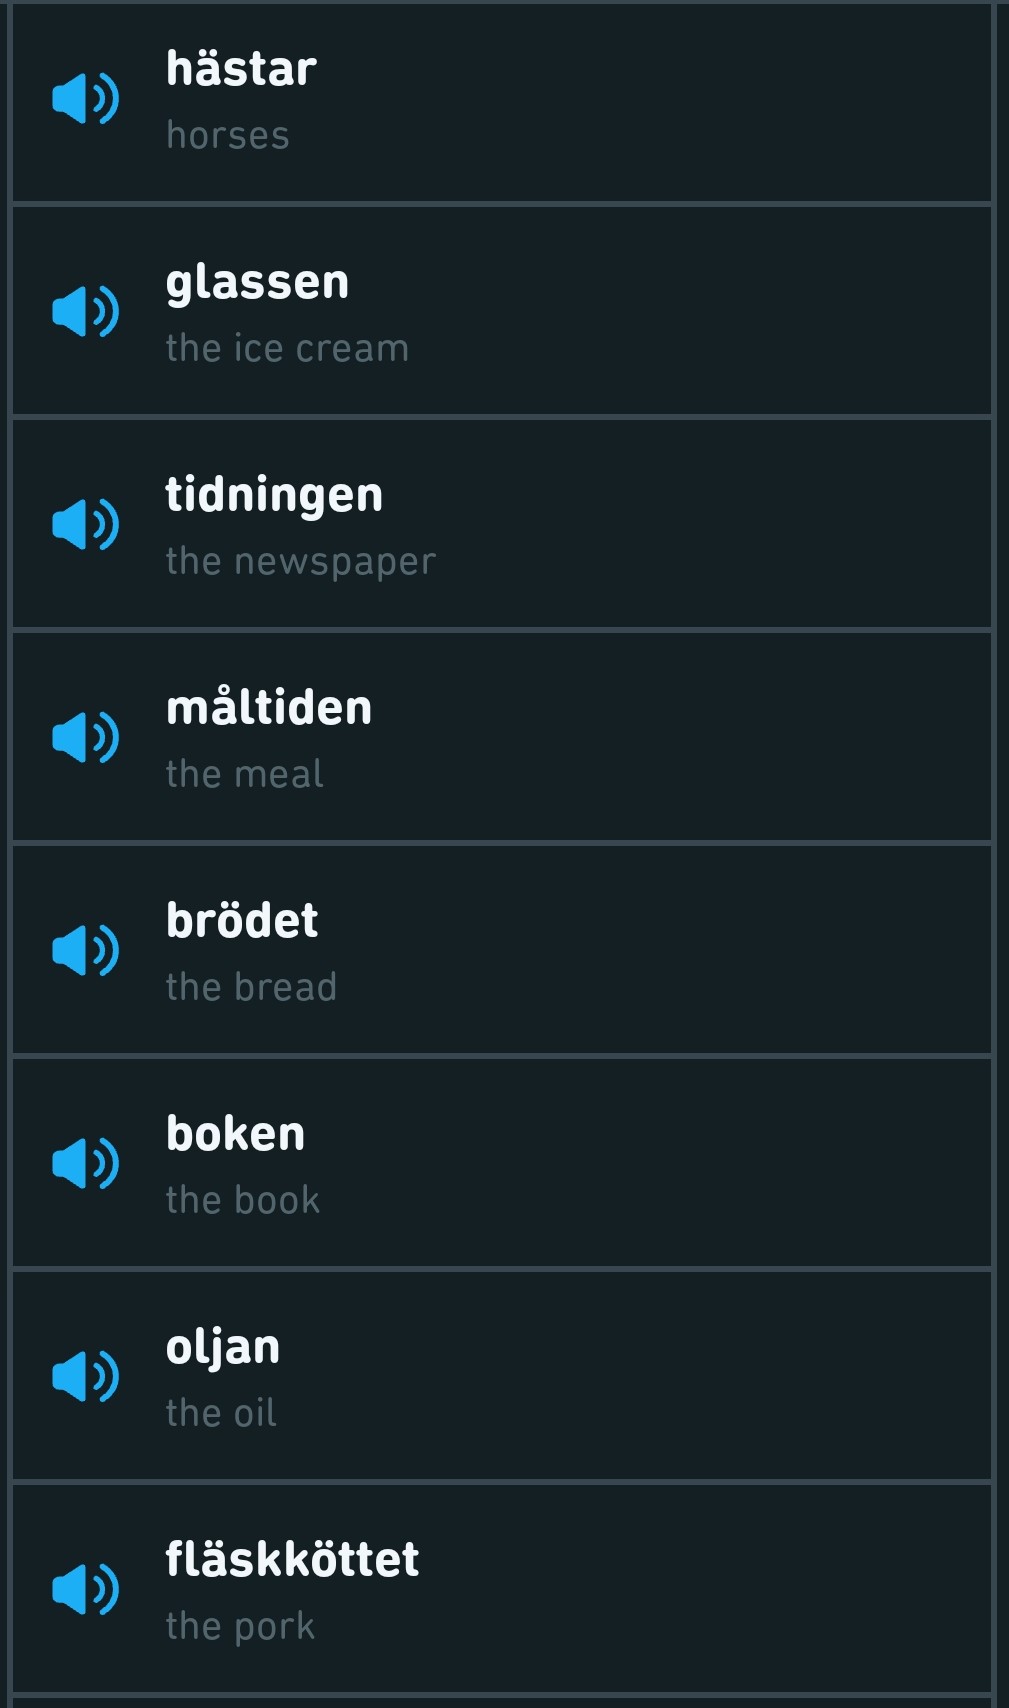 hästar
horses
glassen
the ice cream
tidningen
the newspaper
måltiden
the meal
brödet
the bread
boken
the book
oljan
the oil
fläskköttet
the pork